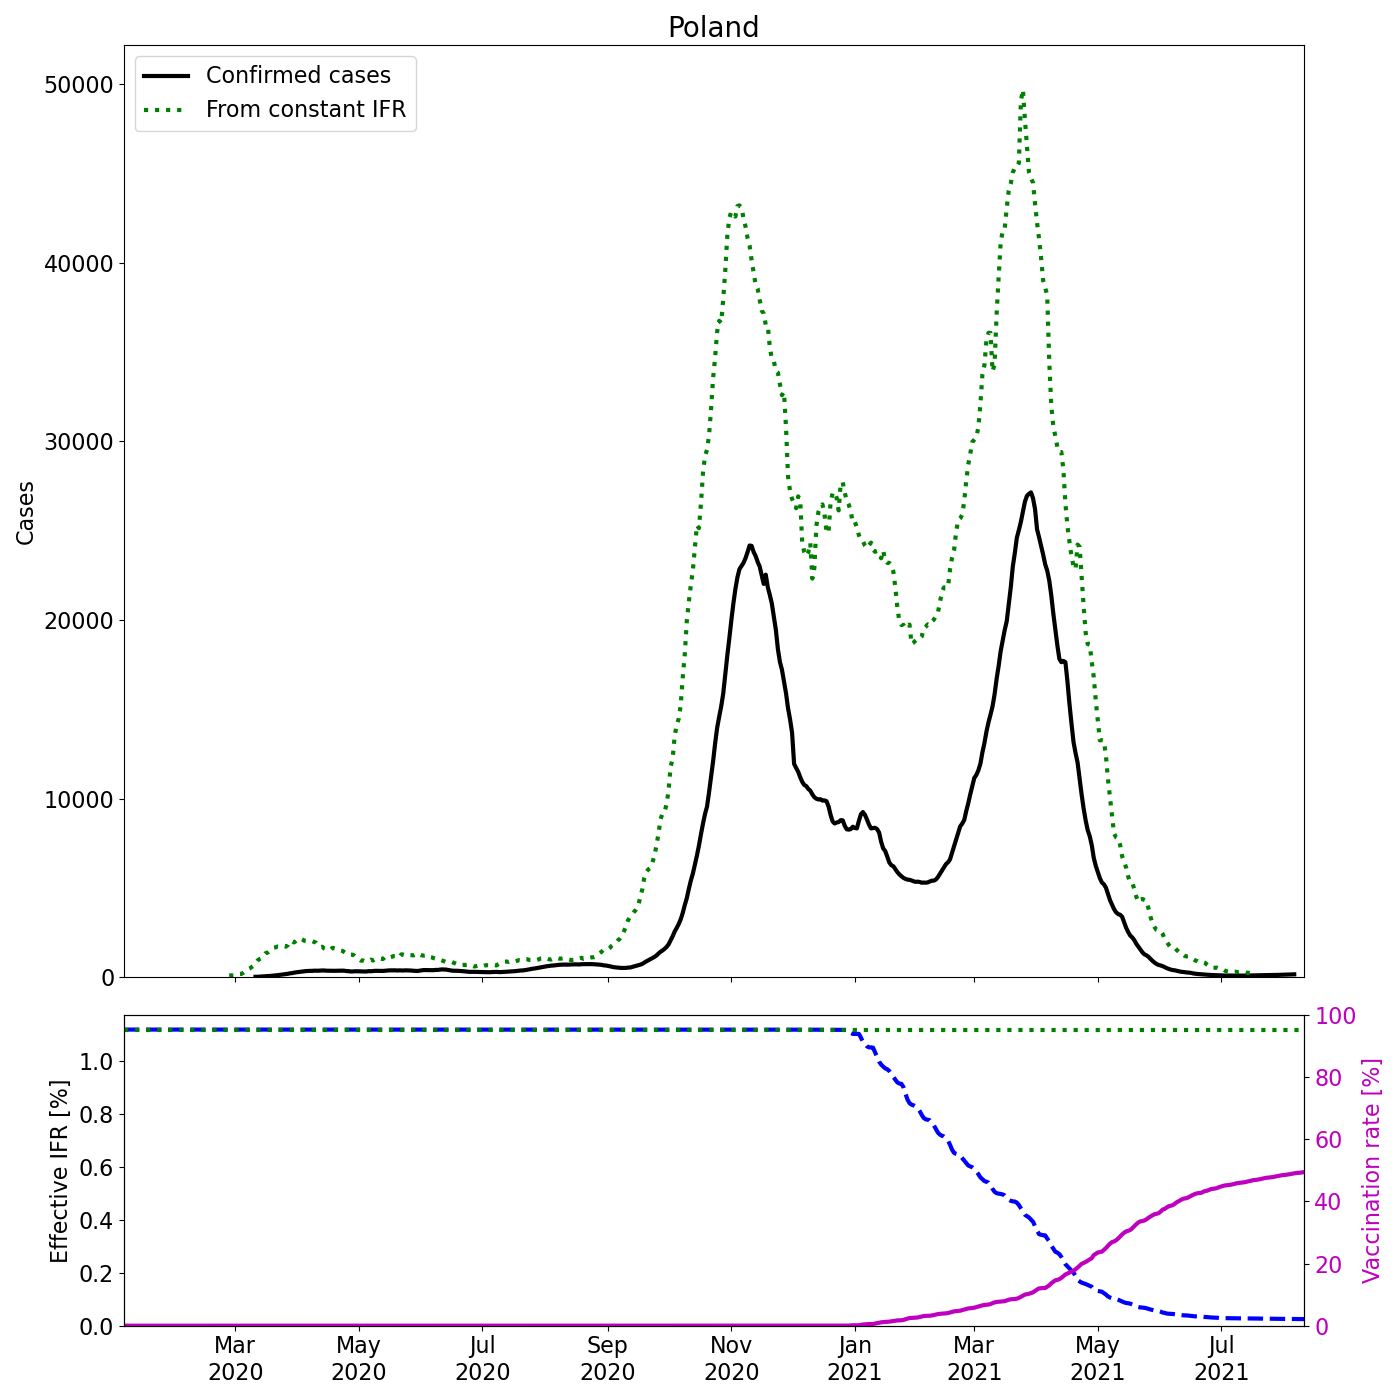 Poland
Confirmed cases
From constant IFR
50000
40000
30000
20000
10000
0
Cases
1.0
0.8
0.6
0.4
0.2
0.0
Effective IFR [%]
100
80
60
40
20
0
Vaccination rate [%]
Mar May Jul Sep Nov Jan Mar May Jul
2020 2020 2020 2020 2020 2021 2021 2021 2021